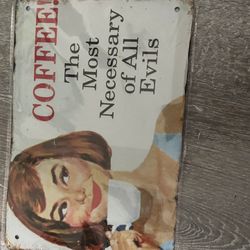 COFFEE!
The
Most
Necessary
of All
Evils